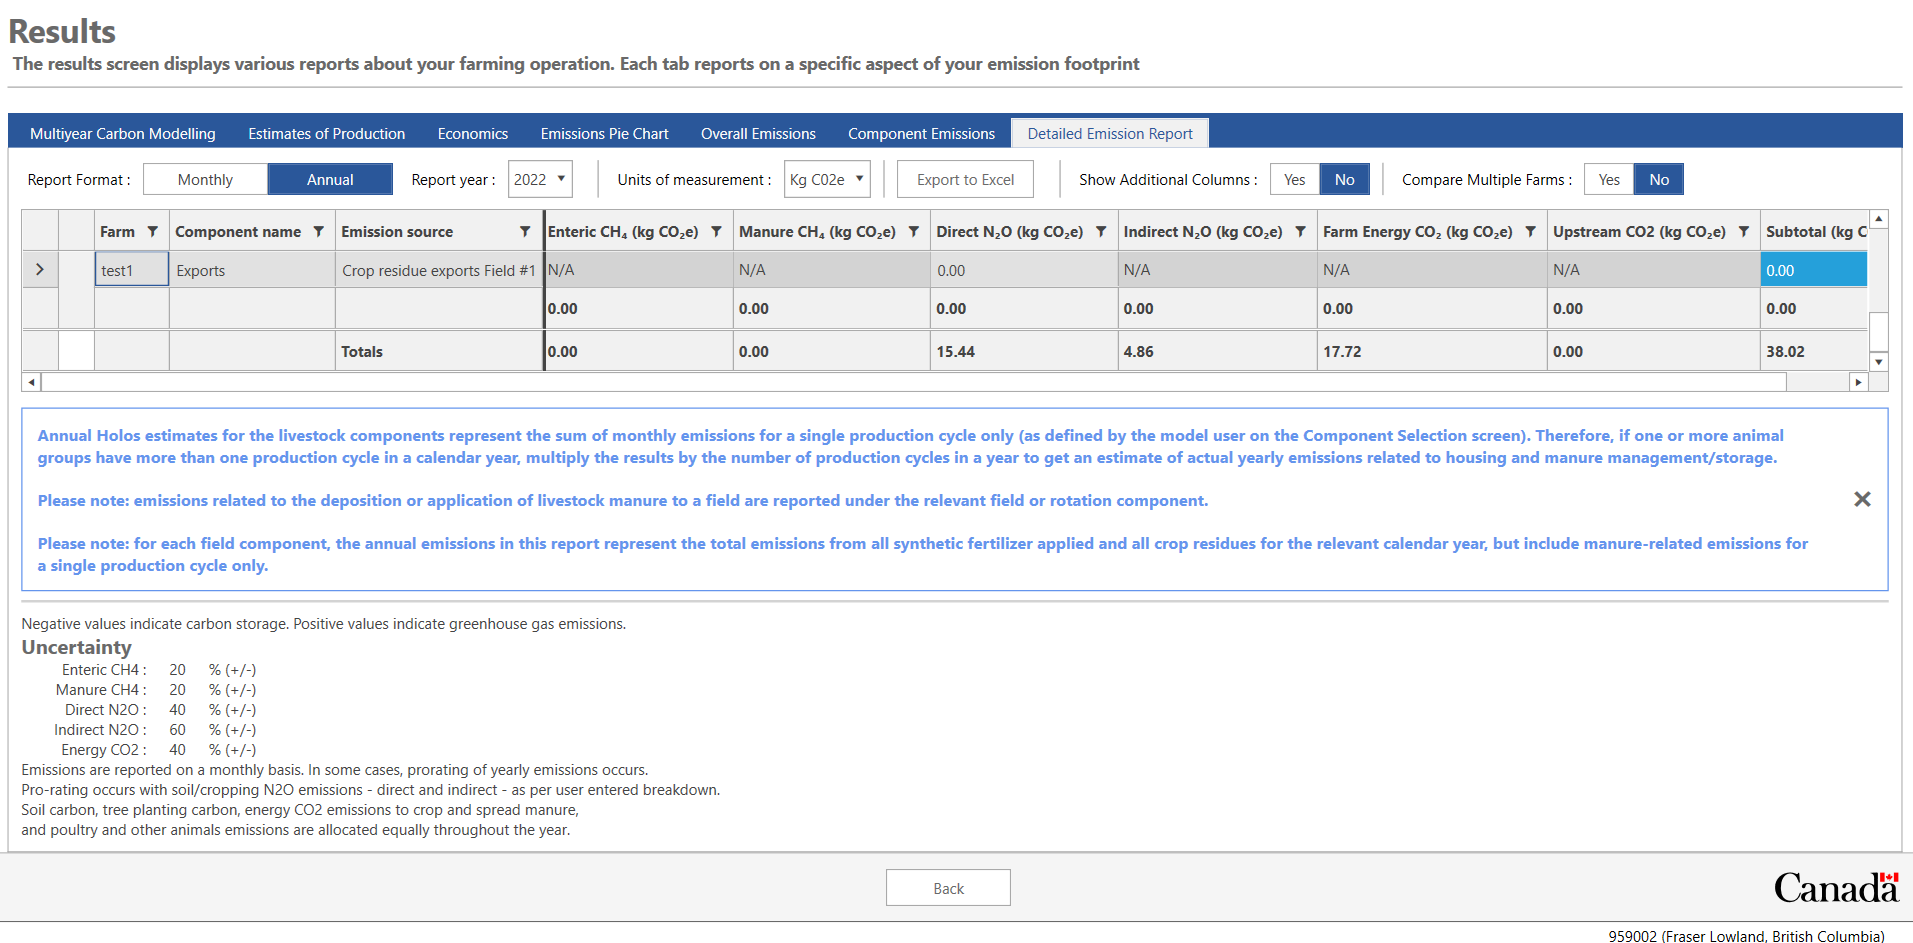 Results
The results screen displays various reports about your farming operation. Each tab reports on a specific aspect of your emission footprint
Multiyear Carbon Modelling Estimates of Production Economics Emissions Pie Chart Overall Emissions Component Emissions Detailed Emission Report
Report Format : Monthly Annual Report year : 2022 Units of measurement : Kg C02e Export to Excel Show Additional Columns : Yes No Compare Multiple Farms : Yes No
Farm Component name Emission source Enteric CH₄ (kg CO₂e) Manure CH₄ (kg CO₂e) Direct N₂O (kg CO₂e) Indirect N₂O (kg CO₂e) Farm Energy CO₂ (kg CO₂e) Upstream CO2 (kg CO₂e) Subtotal (kg C
test1 Exports Crop residue exports Field #1 N/A N/A 0.00 N/A N/A N/A 0.00
0.00 0.00 0.00 0.00 0.00 0.00 0.00
Totals 0.00 0.00 15.44 4.86 17.72 0.00 38.02
Annual Holos estimates for the livestock components represent the sum of monthly emissions for a single production cycle only (as defined by the model user on the Component Selection screen). Therefore, if one or more animal
groups have more than one production cycle in a calendar year, multiply the results by the number of production cycles in a year to get an estimate of actual yearly emissions related to housing and manure management/storage.
Please note: emissions related to the deposition or application of livestock manure to a field are reported under the relevant field or rotation component.
Please note: for each field component, the annual emissions in this report represent the total emissions from all synthetic fertilizer applied and all crop residues for the relevant calendar year, but include manure-related emissions for
a single production cycle only.
Negative values indicate carbon storage. Positive values indicate greenhouse gas emissions.
Uncertainty
Enteric CH4 : 20 % (+/-)
Manure CH4 : 20 % (+/-)
Direct N2O : 40 % (+/-)
Indirect N2O : 60 % (+/-)
Energy CO2 : 40 % (+/-)
Emissions are reported on a monthly basis. In some cases, prorating of yearly emissions occurs.
Pro-rating occurs with soil/cropping N2O emissions - direct and indirect - as per user entered breakdown.
Soil carbon, tree planting carbon, energy CO2 emissions to crop and spread manure,
and poultry and other animals emissions are allocated equally throughout the year.
Back
Canada
959002 (Fraser Lowland, British Columbia)